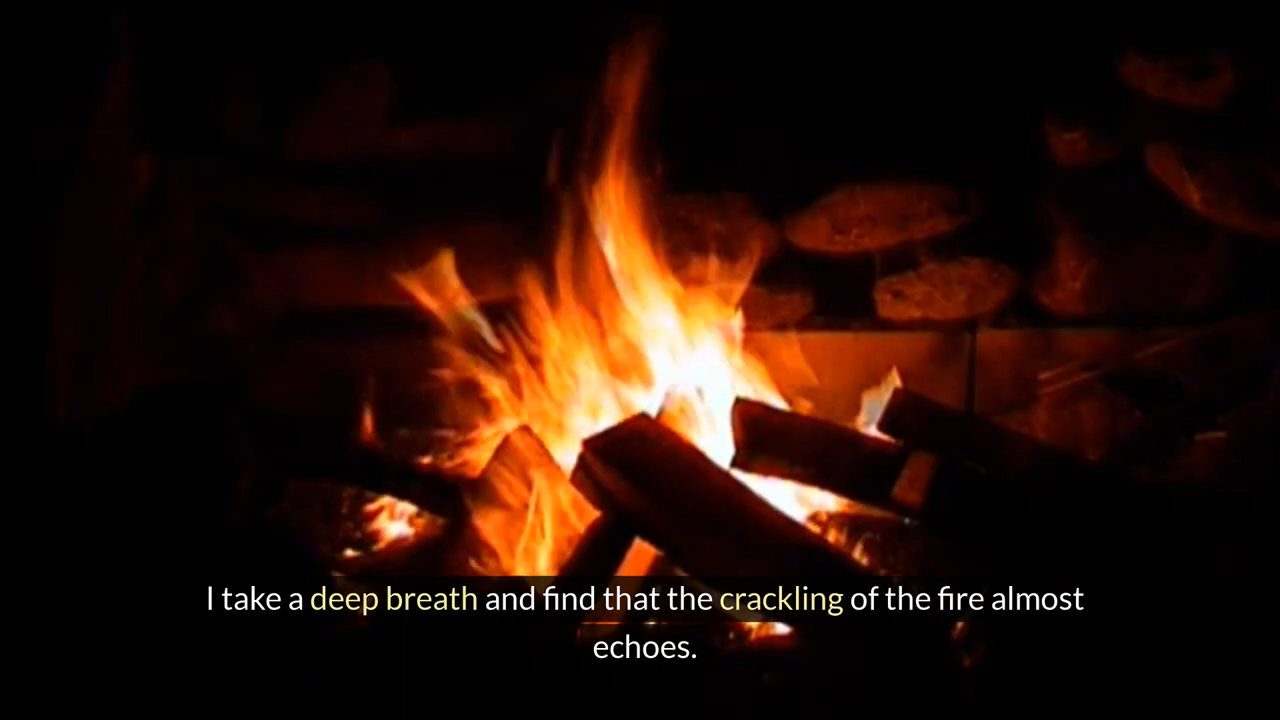 I take a deep breath and find that the crackling of the fire almost
echoes.